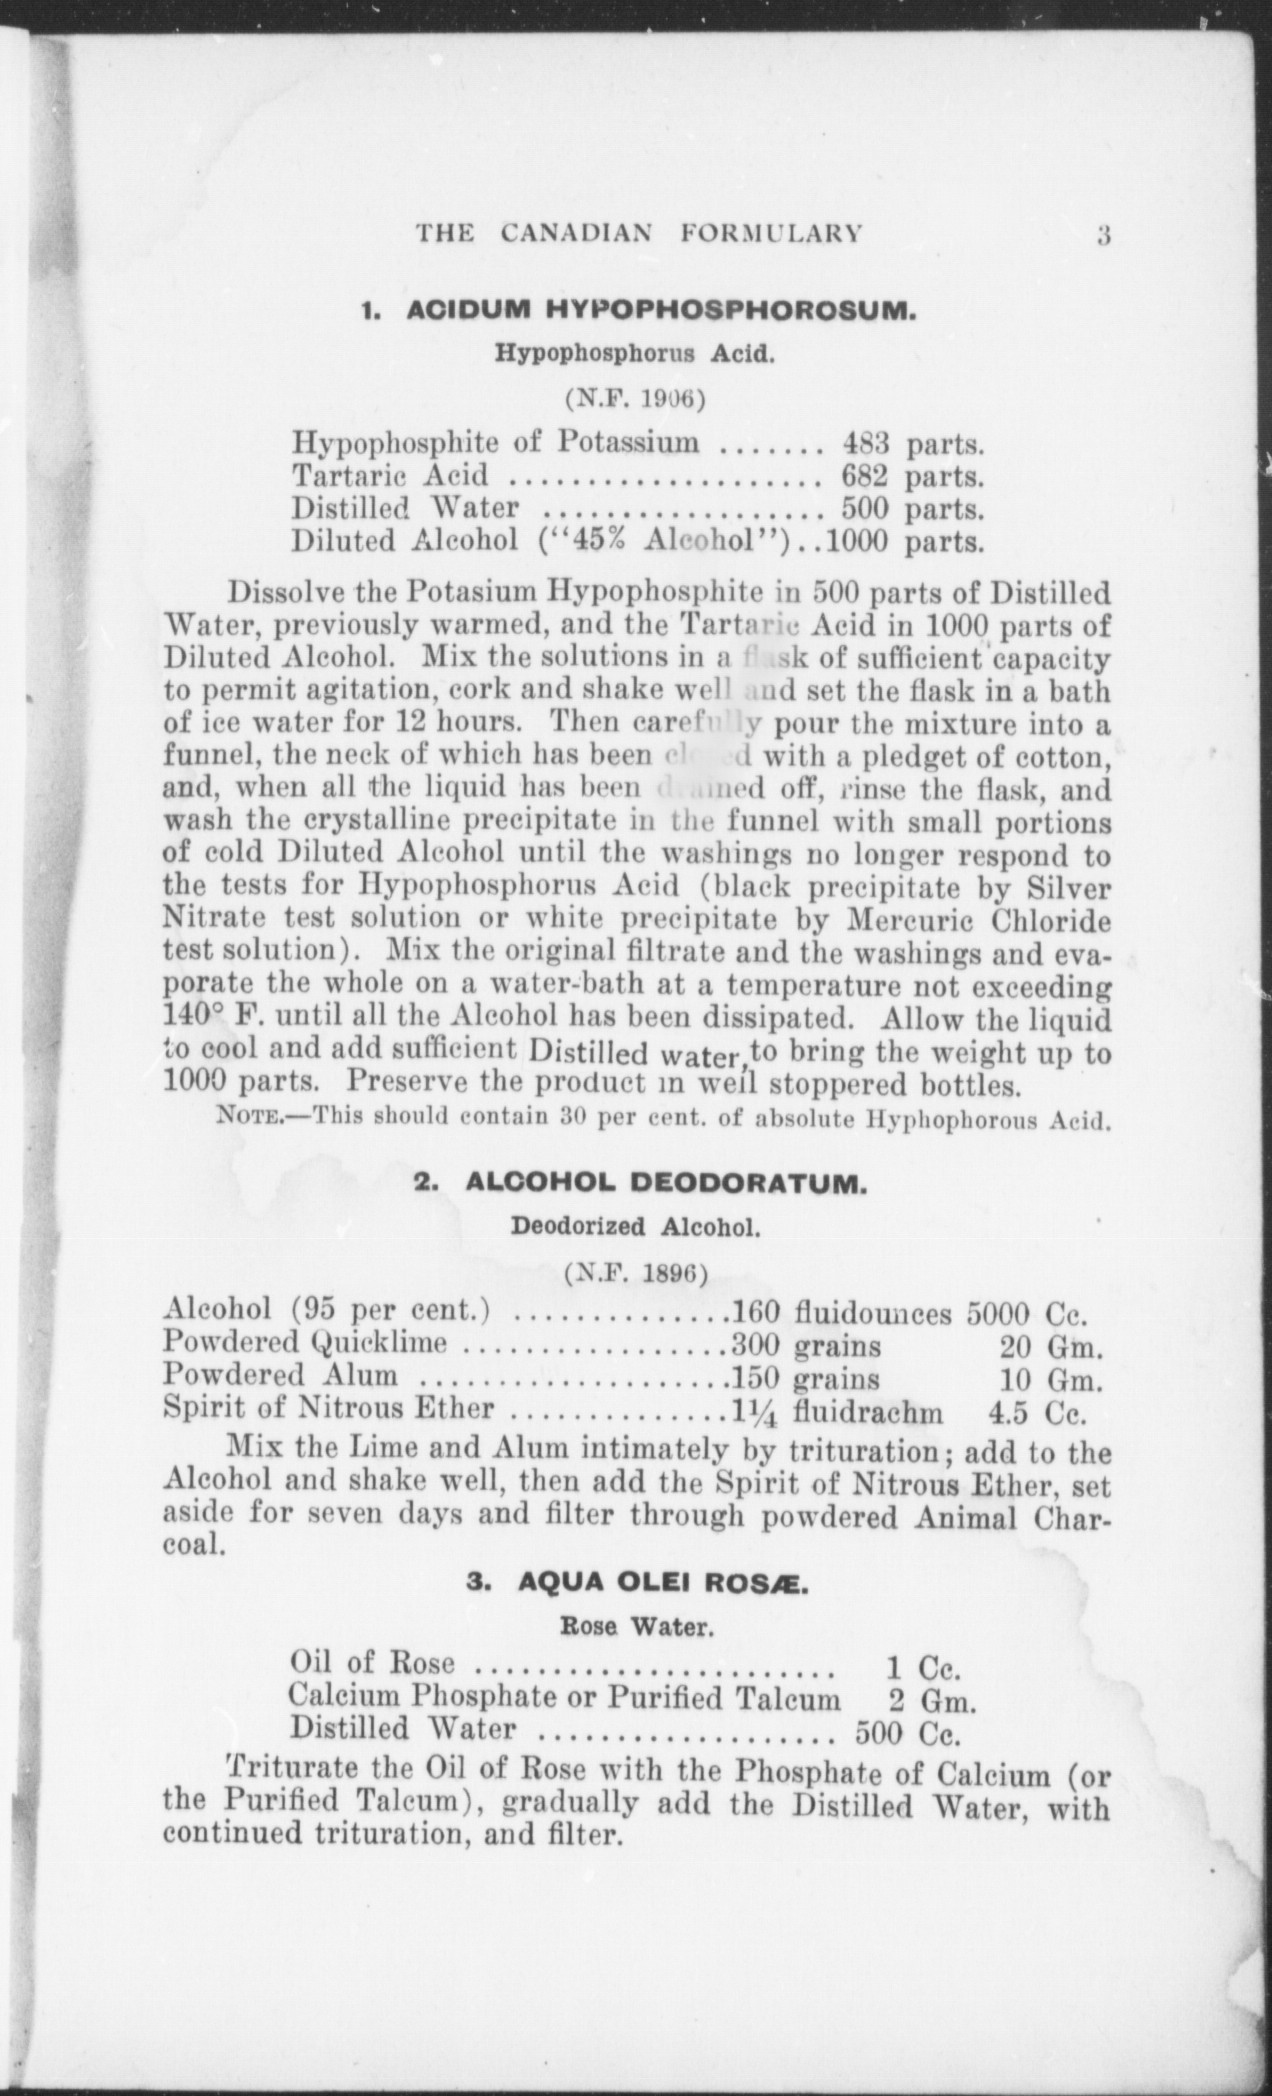 THE CANADIAN FORMULARY 3
1. ACIDUM HYPOPHOSPHOROSUM.
Hypophosphorus Acid.
(N.F. 1906)
Hypophosphite of Potassium ....... 483 parts.
Tartaric Acid .................... 682 parts.
Distilled Water .................. 500 parts.
Diluted Alcohol ("45% Alcohol")..1000 parts.
Dissolve the Potasium Hypophosphite in 500 parts of Distilled
Water, previously warmed, and the Tartaric Acid in 1000 parts of
Diluted Alcohol. Mix the solutions in a flask of sufficient capacity
to permit agitation, cork and shake well and set the flask in a bath
of ice water for 12 hours. Then carefully pour the mixture into a
funnel, the neck of which has been closed with a pledget of cotton,
and, when all the liquid has been drained off, rinse the flask, and
wash the crystalline precipitate in the funnel with small portions
of cold Diluted Alcohol until the washings no longer respond to
the tests for Hypophosphorus Acid (black precipitate by Silver
Nitrate test solution or white precipitate by Mercuric Chloride
test solution). Mix the original filtrate and the washings and eva-
porate the whole on a water-bath at a temperature not exceeding
140° F. until all the Alcohol has been dissipated. Allow the liquid
to cool and add sufficient Distilled water,to bring the weight up to
1000 parts. Preserve the product in well stoppered bottles.
NOTE.—This should contain 30 per cent. of absolute Hyphophorous Acid.
2. ALCOHOL DEODORATUM.
Deodorized Alcohol.
(N.F. 1896)
Alcohol (95 per cent.) ..............160 fluidounces 5000 Cc.
Powdered Quicklime .................300 grains 20 Gm.
Powdered Alum ....................150 grains 10 Gm.
Spirit of Nitrous Ether ..............1¼ fluidrachm 4.5 Cc.
Mix the Lime and Alum intimately by trituration; add to the
Alcohol and shake well, then add the Spirit of Nitrous Ether, set
aside for seven days and filter through powdered Animal Char-
coal.
3. AQUA OLEI ROSÆ.
Rose Water.
Oil of Rose ....................... 1 Cc.
Calcium Phosphate or Purified Talcum 2 Gm.
Distilled Water ................... 500 Cc.
Triturate the Oil of Rose with the Phosphate of Calcium (or
the Purified Talcum), gradually add the Distilled Water, with
continued trituration, and filter.